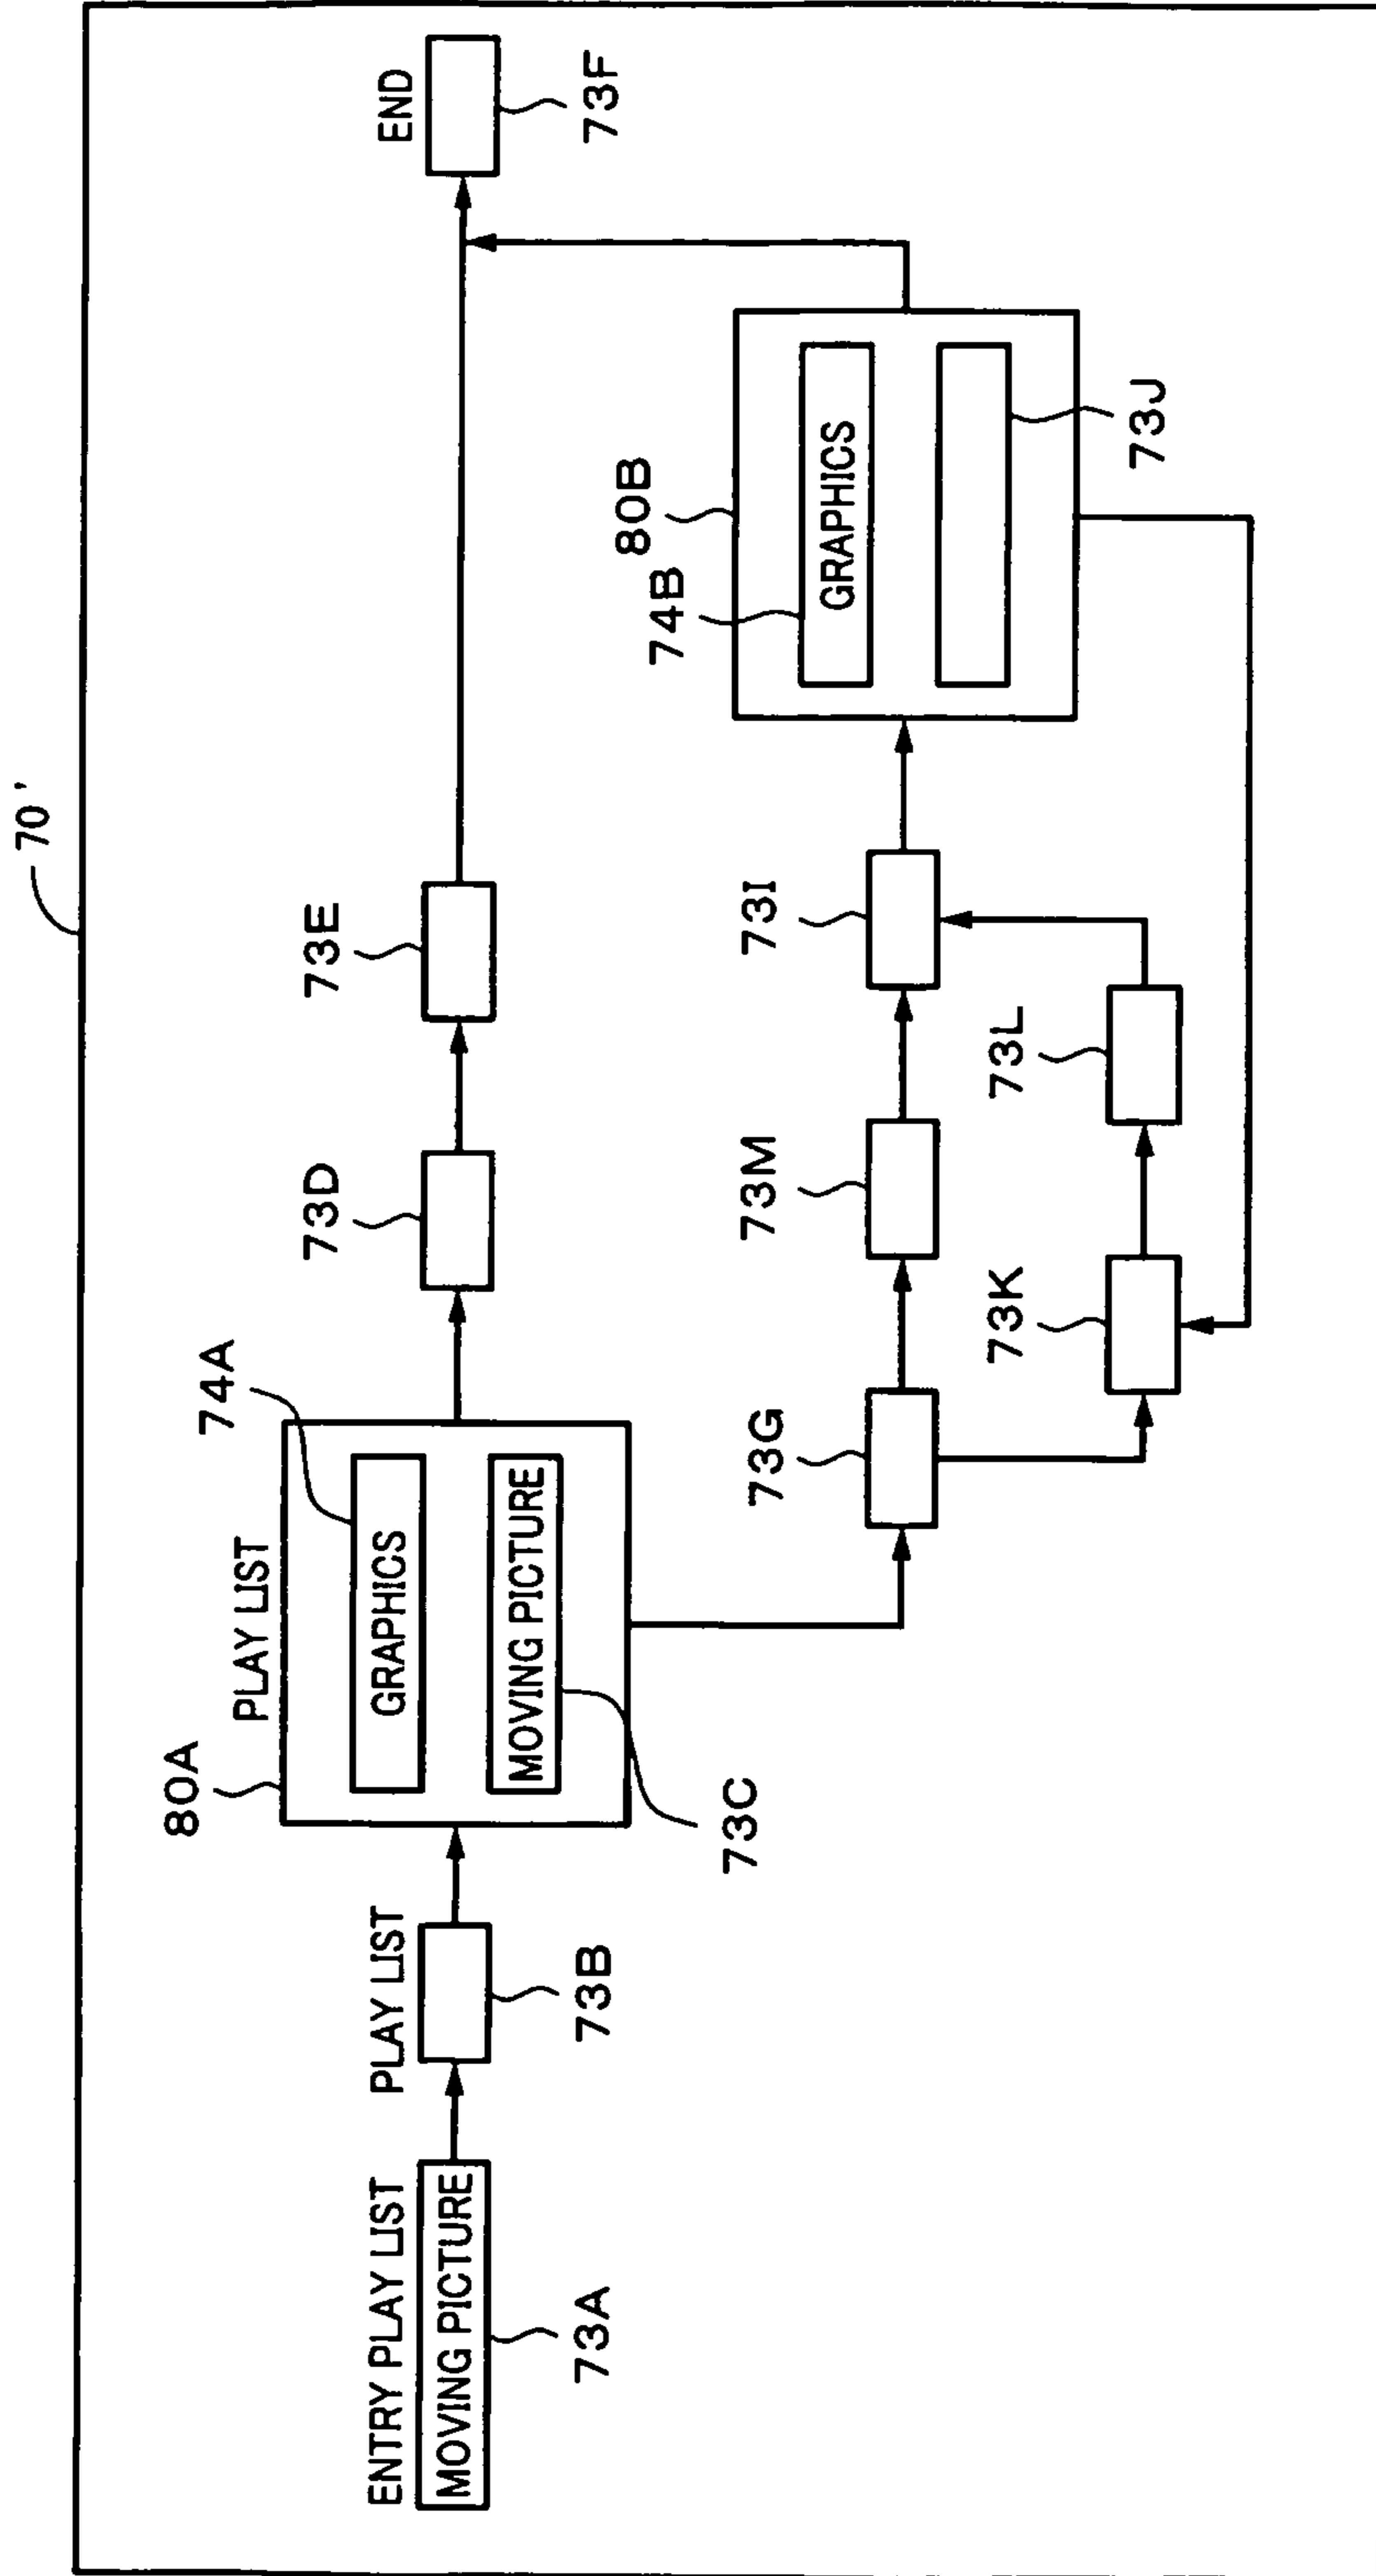 70'
ENTRY PLAY LIST
MOVING PICTURE
73A
PLAY LIST
73B
80A
PLAY LIST
74A
GRAPHICS
MOVING PICTURE
73C
73D
73E
END
73F
73G
73M
73I
73K
73L
80B
74B
GRAPHICS
73J